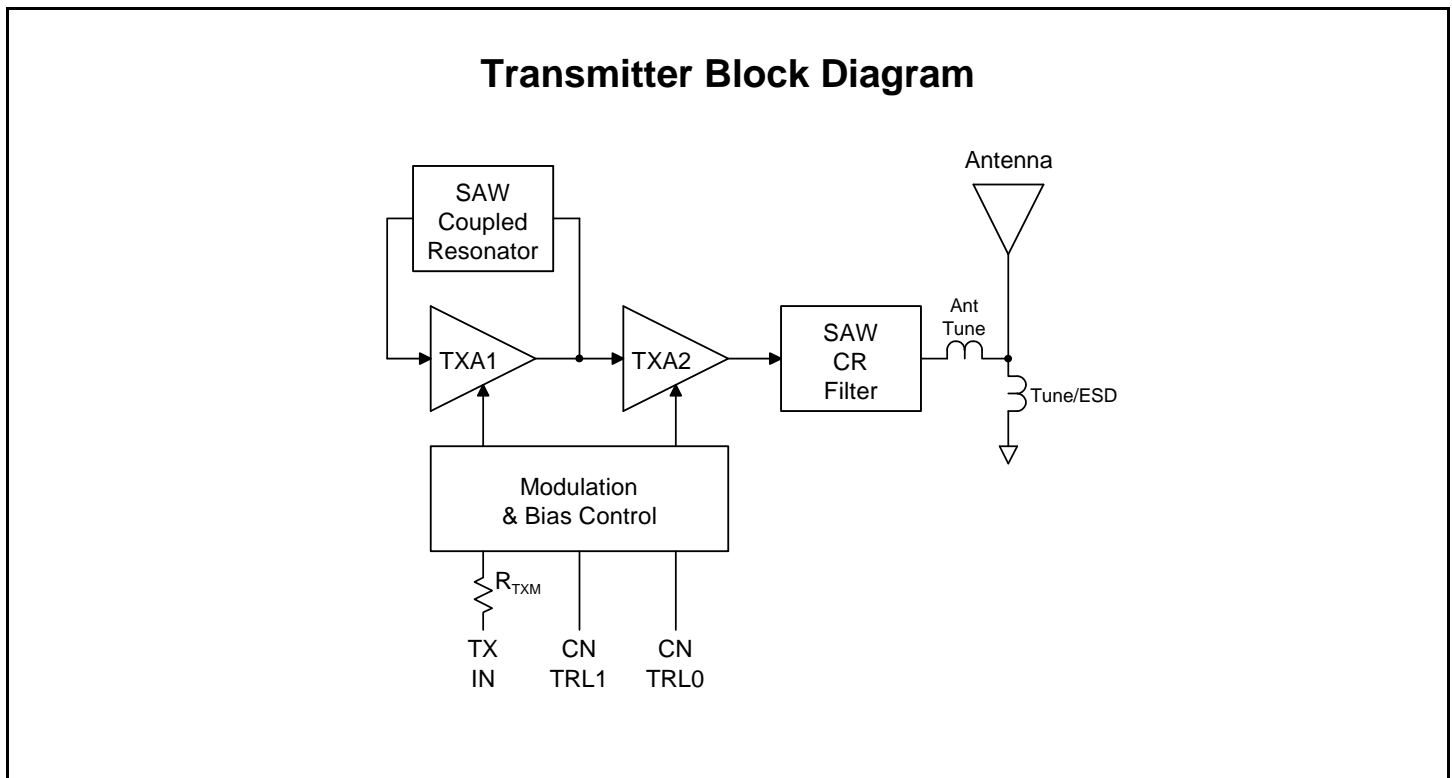 Transmitter Block Diagram
Antenna
SAW
Coupled
Resonator
Ant
Tune
TXA1
TXA2
SAW
CR
Filter
Tune/ESD
Modulation
& Bias Control
RTXM
TX
IN
CN
TRL1
CN
TRL0